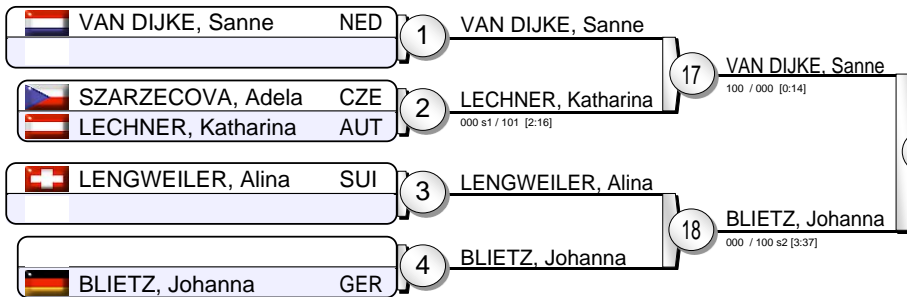 VAN DIJKE, Sanne NED
1
VAN DIJKE, Sanne
17
VAN DIJKE, Sanne
100 / 000 [0:14]
SZARZECOVA, Adela CZE
LECHNER, Katharina AUT
2
LECHNER, Katharina
000 s1 / 101 [2:16]
LENGWEILER, Alina SUI
3
LENGWEILER, Alina
18
BLIETZ, Johanna
000 / 100 s2 [3:37]
BLIETZ, Johanna GER
4
BLIETZ, Johanna